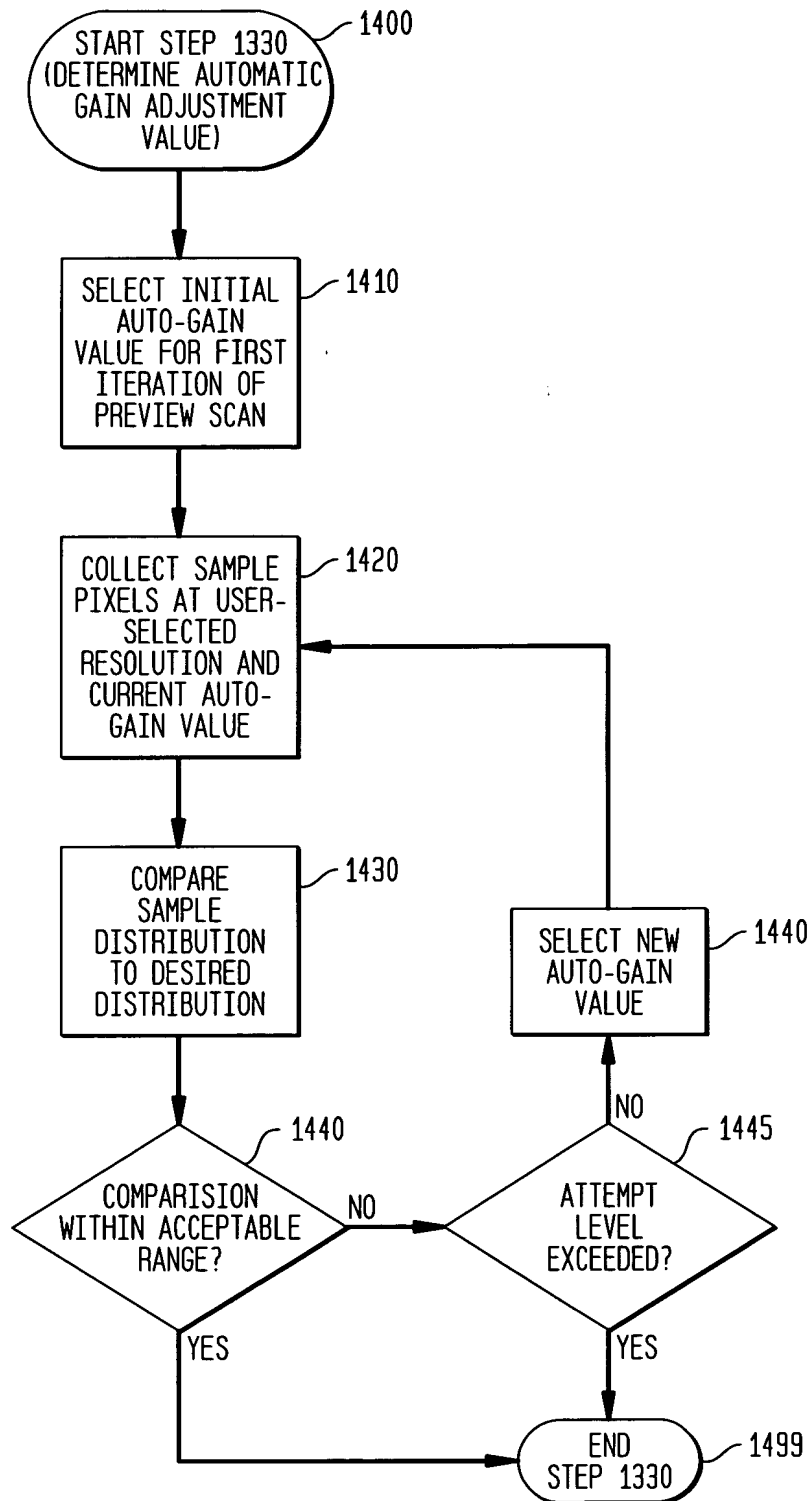 START STEP 1330
(DETERMINE AUTOMATIC
GAIN ADJUSTMENT
VALUE)
1400
SELECT INITIAL
AUTO-GAIN
VALUE FOR FIRST
ITERATION OF
PREVIEW SCAN
1410
COLLECT SAMPLE
PIXELS AT USER-
SELECTED
RESOLUTION AND
CURRENT AUTO-
GAIN VALUE
1420
COMPARE
SAMPLE
DISTRIBUTION
TO DESIRED
DISTRIBUTION
1430
SELECT NEW
AUTO-GAIN
VALUE
1440
COMPARISION
WITHIN ACCEPTABLE
RANGE?
1440
NO
YES
ATTEMPT
LEVEL
EXCEEDED?
1445
NO
YES
END
STEP 1330
1499